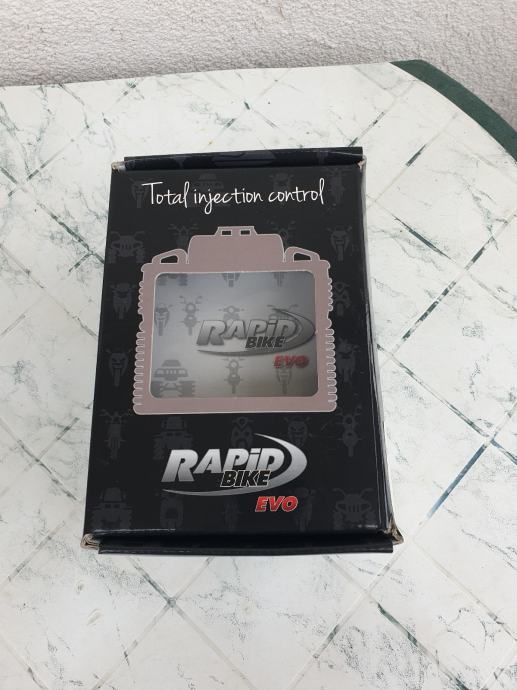 Total injection control
RAPiD
BIKE
EVO
RAPiD
BIKE
EVO